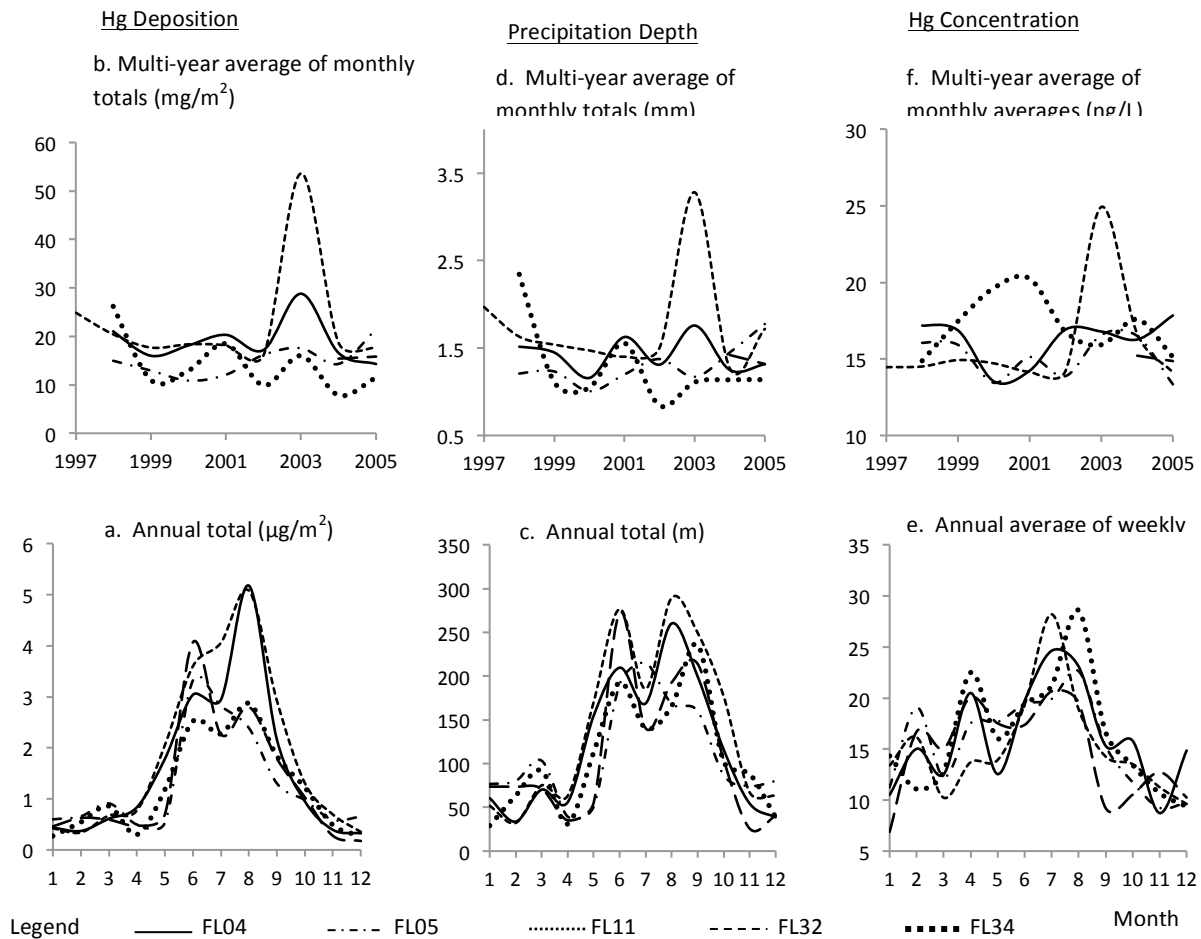 Hg Deposition
Precipitation Depth
Hg Concentration
b. Multi-year average of monthly
totals (mg/m²)
d. Multi-year average of
monthly totals (mm)
f. Multi-year average of
monthly averages (ng/L)
60
50
40
30
20
10
0
1997 1999 2001 2003 2005
3.5
2.5
1.5
0.5
1997 1999 2001 2003 2005
30
25
20
15
10
1997 1999 2001 2003 2005
a. Annual total (µg/m²)
c. Annual total (m)
e. Annual average of weekly
6
5
4
3
2
1
0
1 2 3 4 5 6 7 8 9 10 11 12
350
300
250
200
150
100
50
0
1 2 3 4 5 6 7 8 9 10 11 12
35
30
25
20
15
10
5
1 2 3 4 5 6 7 8 9 10 11 12
Legend FL04 FL05 FL11 FL32 FL34 Month